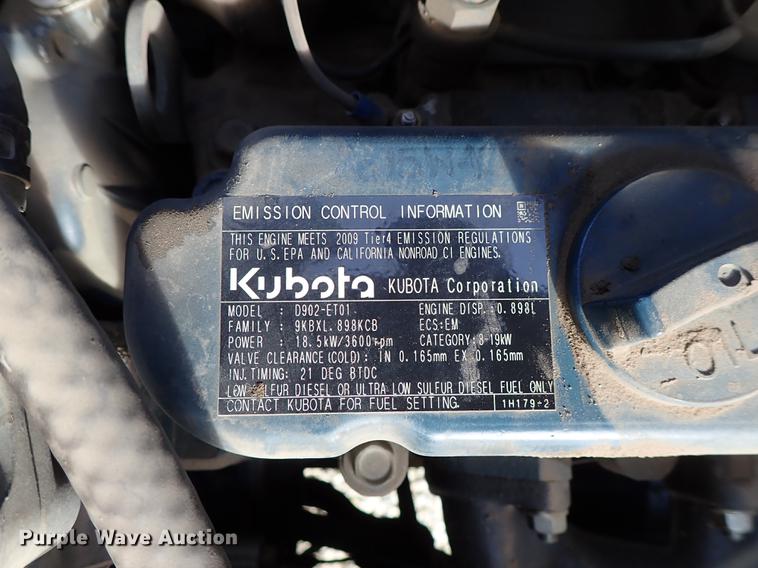 EMISSION CONTROL INFORMATION
THIS ENGINE MEETS 2009 Tier4 EMISSION REGULATIONS
FOR U.S.EPA AND CALIFORNIA NONROAD CI ENGINES.
Kubota KUBOTA Corporation
MODEL : D902-ET01 ENGINE DISP.: 0.898L
FAMILY : 9KBXL.898KCB ECS:EM
POWER : 18.5kW/3600rpm CATEGORY:8-19kW
VALVE CLEARANCE(COLD): IN 0.165mm EX 0.165mm
INJ.TIMING: 21 DEG BTDC
LOW SULFUR DIESEL OR ULTRA LOW SULFUR DIESEL FUEL ONLY
CONTACT KUBOTA FOR FUEL SETTING. 1H179-2
OIL
Purple Wave Auction